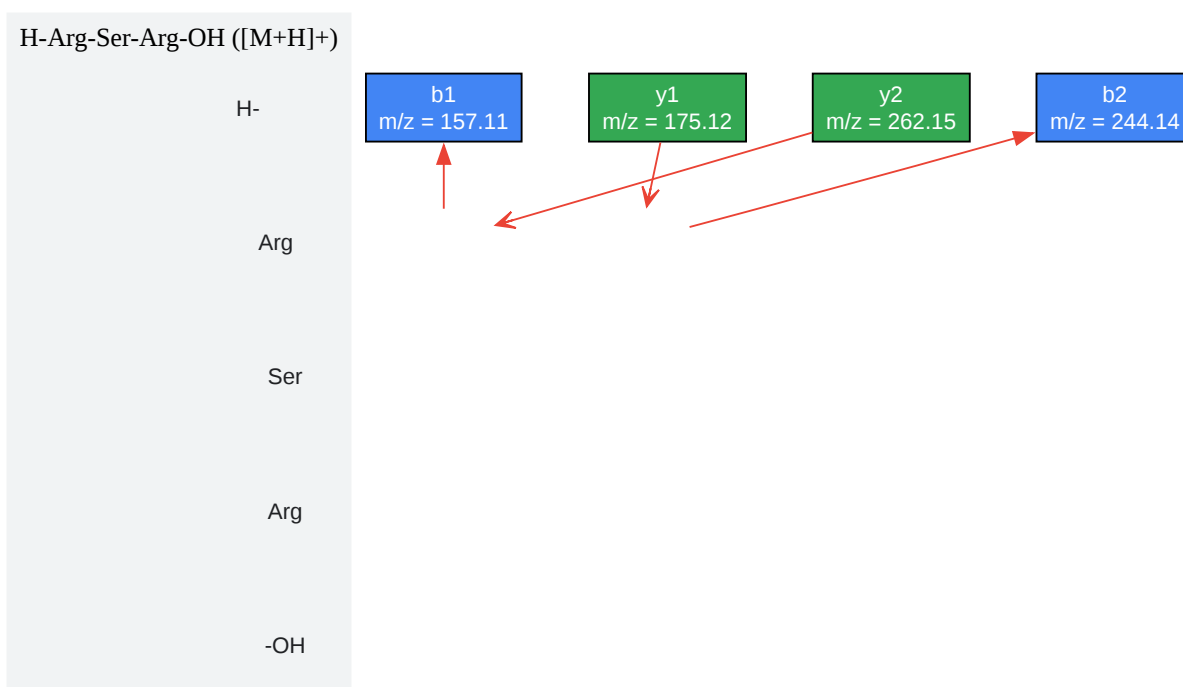 H-Arg-Ser-Arg-OH ([M+H]+)
H-
Arg
Ser
Arg
-OH
b1
m/z = 157.11
y1
m/z = 175.12
y2
m/z = 262.15
b2
m/z = 244.14